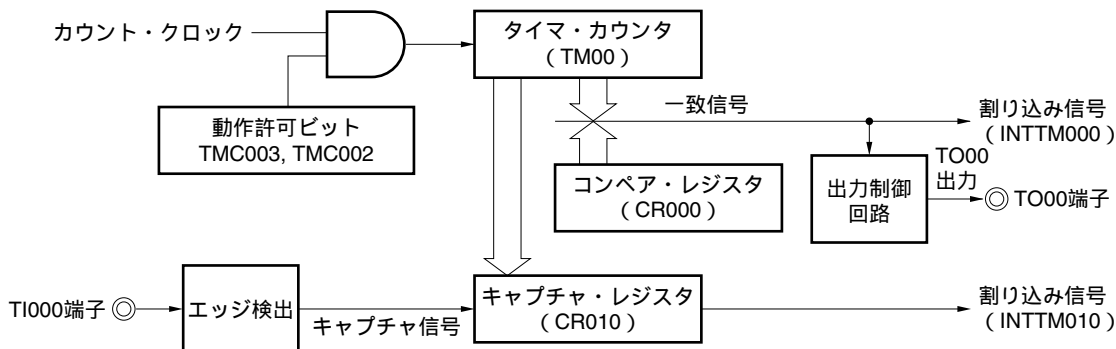 カウント・クロック
タイマ・カウンタ
(TM00)
動作許可ビット
TMC003, TMC002
一致信号
割り込み信号
(INTTM000)
コンペア・レジスタ
(CR000)
出力制御
回路
TO00
出力
TO00端子
TI000端子
エッジ検出
キャプチャ信号
キャプチャ・レジスタ
(CR010)
割り込み信号
(INTTM010)